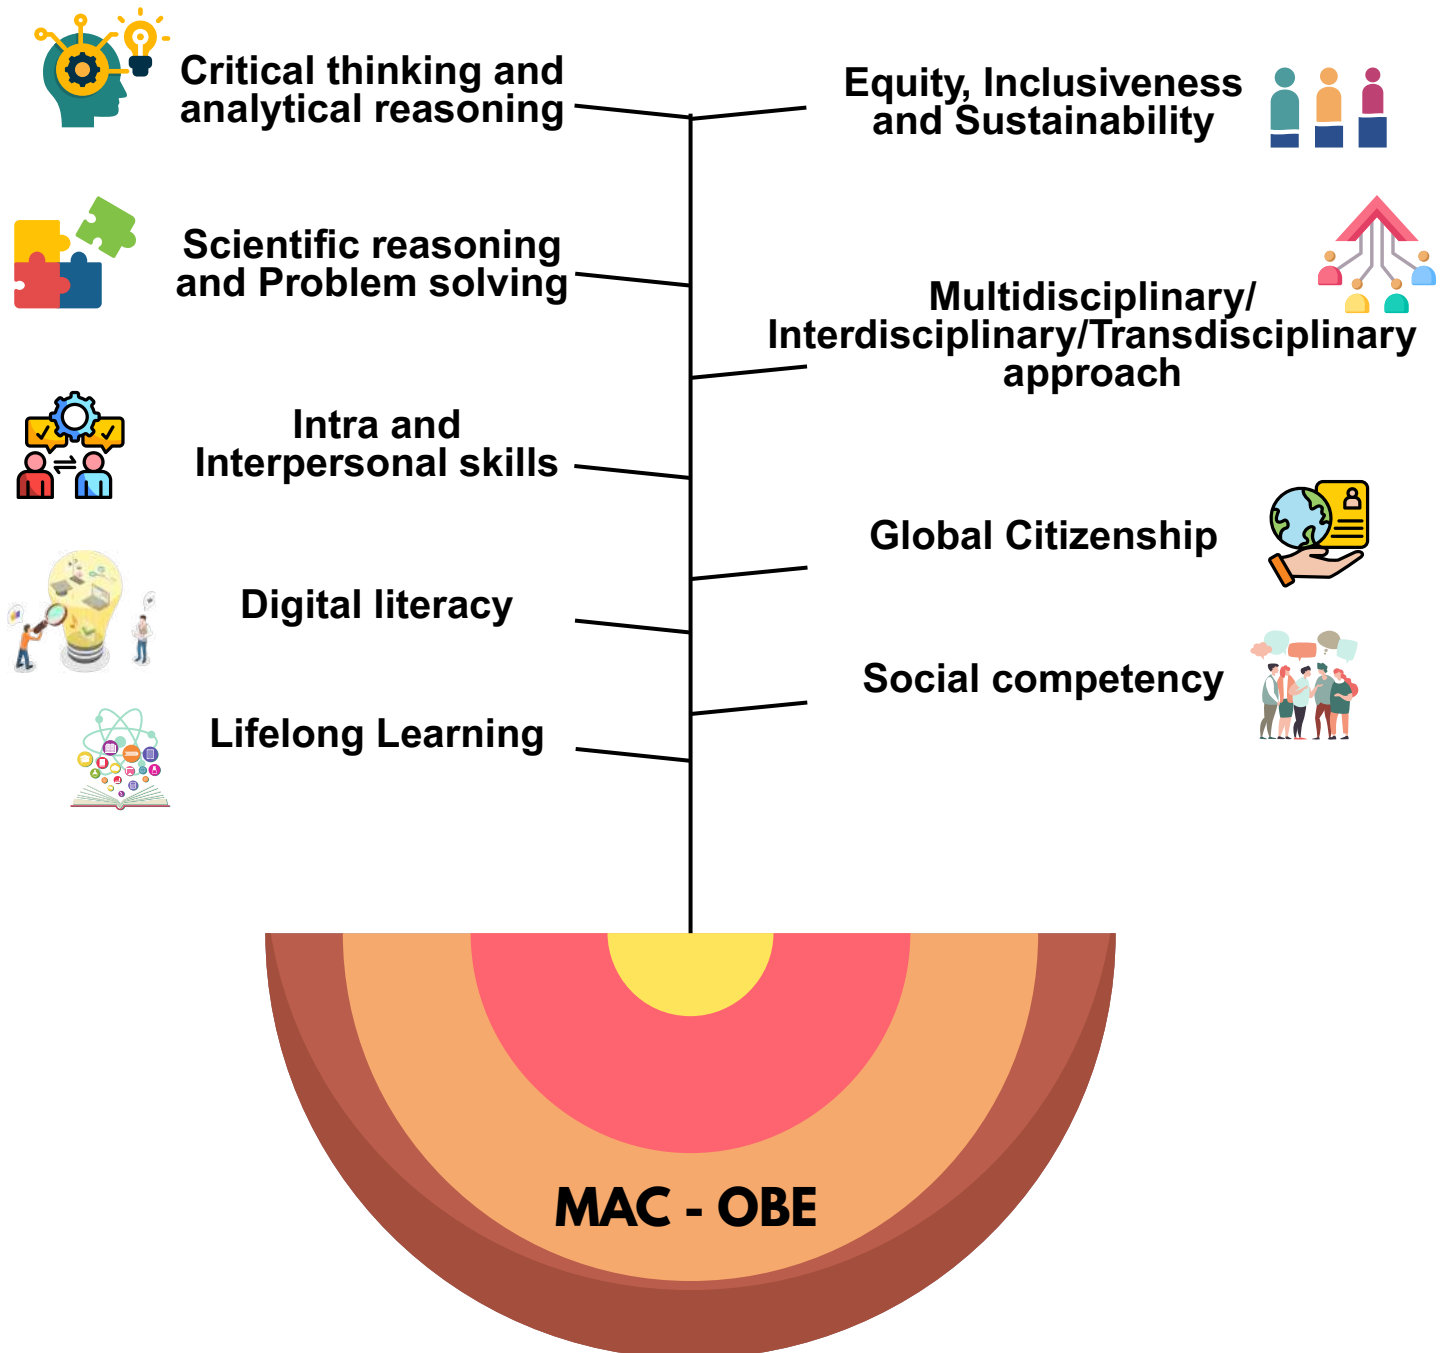 Critical thinking and
analytical reasoning
Equity, Inclusiveness
and Sustainability
Scientific reasoning
and Problem solving
Multidisciplinary/
Interdisciplinary/Transdisciplinary
approach
Intra and
Interpersonal skills
Global Citizenship
Digital literacy
Social competency
Lifelong Learning
MAC - OBE